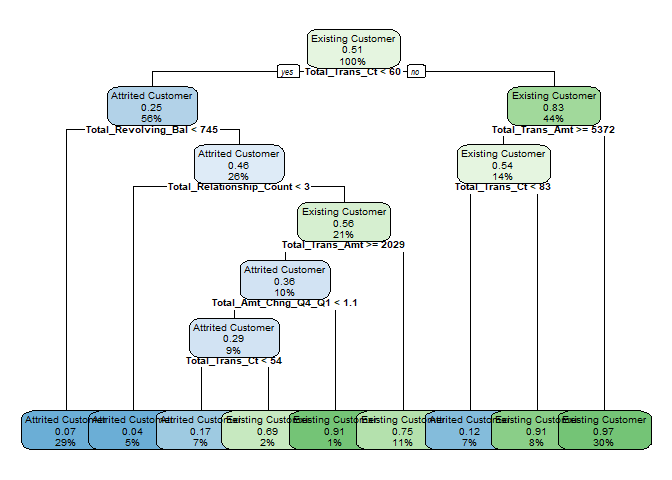 Existing Customer
0.51
100%
yes
Total_Trans_Ct < 60
no
Attrited Customer
0.25
56%
Existing Customer
0.83
44%
Total_Revolving_Bal < 745
Total_Trans_Amt >= 5372
Attrited Customer
0.46
26%
Existing Customer
0.54
14%
Total_Relationship_Count < 3
Total_Trans_Ct < 83
Existing Customer
0.56
21%
Total_Trans_Amt >= 2029
Attrited Customer
0.36
10%
Total_Amt_Chng_Q4_Q1 < 1.1
Attrited Customer
0.29
9%
Total_Trans_Ct < 54
Attrited Customer
0.07
29%
Attrited Customer
0.04
5%
Attrited Customer
0.17
7%
Existing Customer
0.69
2%
Existing Customer
0.91
1%
Existing Customer
0.75
11%
Attrited Customer
0.12
7%
Existing Customer
0.91
8%
Existing Customer
0.97
30%